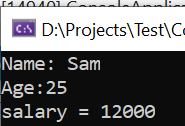 D:\Projects\Test\Co
Name: Sam
Age:25
salary = 12000